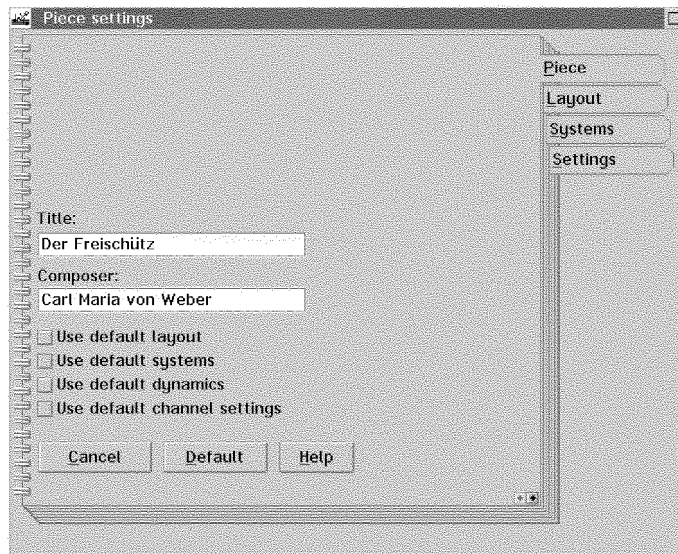 Piece settings
Piece
Layout
Systems
Settings
Title:
Der Freischütz
Composer:
Carl Maria von Weber
Use default layout
Use default systems
Use default dynamics
Use default channel settings
Cancel
Default
Help